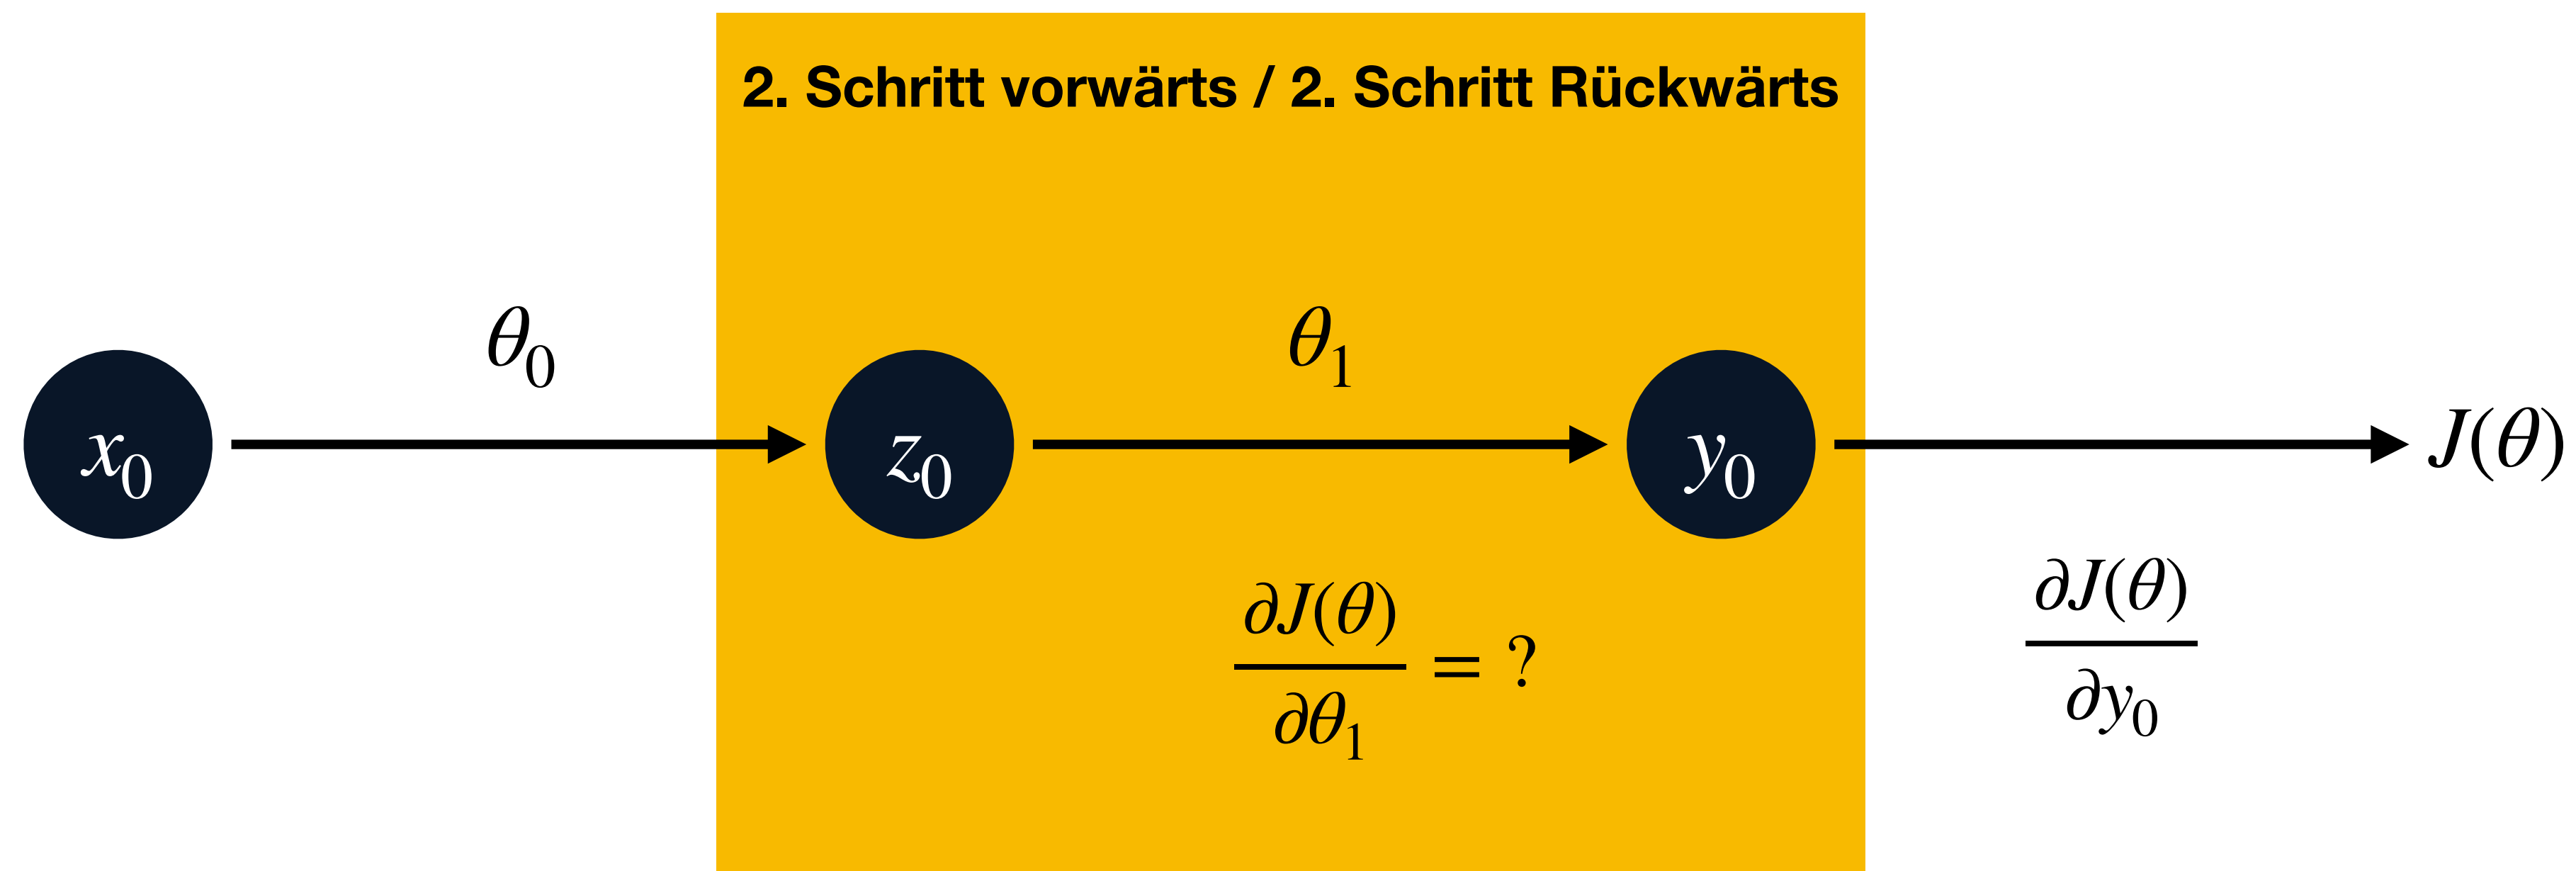 2. Schritt vorwärts / 2. Schritt Rückwärts
θ₀
θ₁
x₀
z₀
y₀
J(θ)
∂J(θ)/∂θ₁ = ?
∂J(θ)/∂y₀